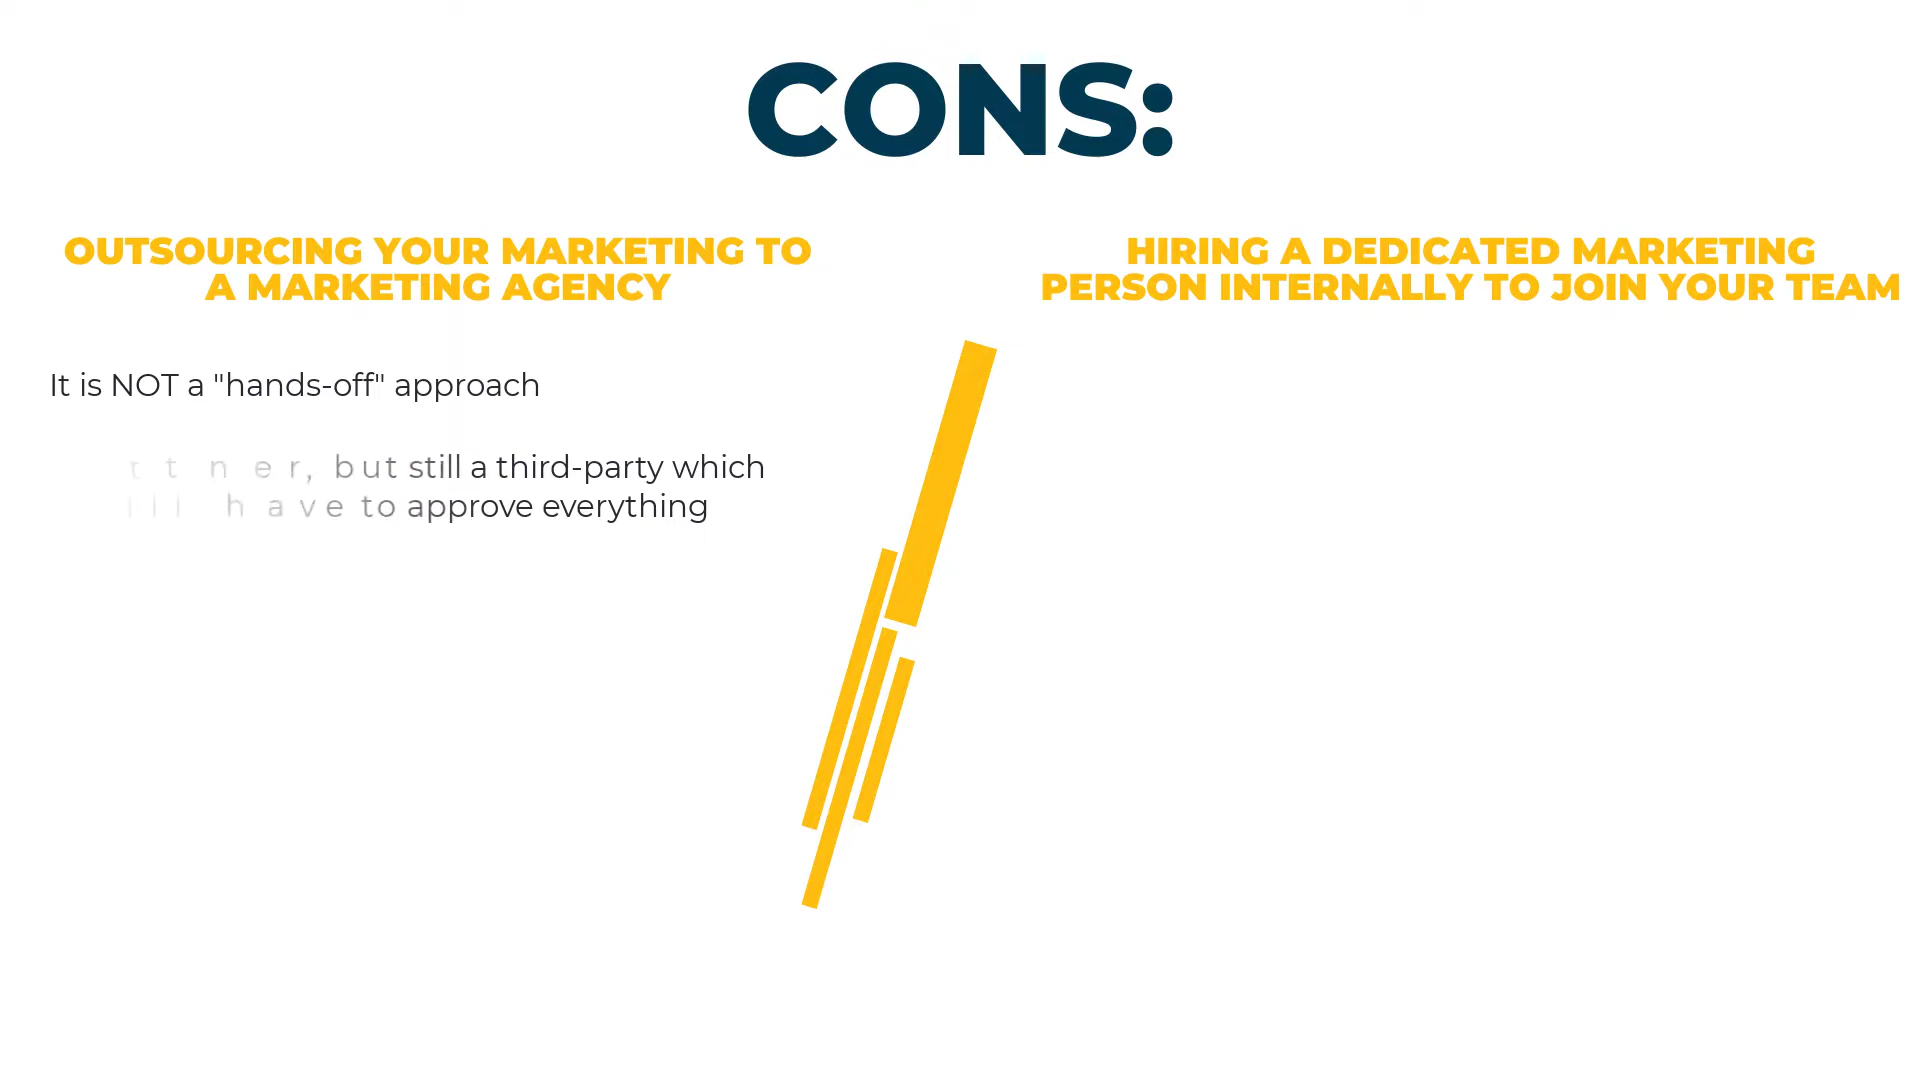 CONS:
OUTSOURCING YOUR MARKETING TO
A MARKETING AGENCY
HIRING A DEDICATED MARKETING
PERSON INTERNALLY TO JOIN YOUR TEAM
It is NOT a "hands-off" approach
but still a third-party which
have to approve everything